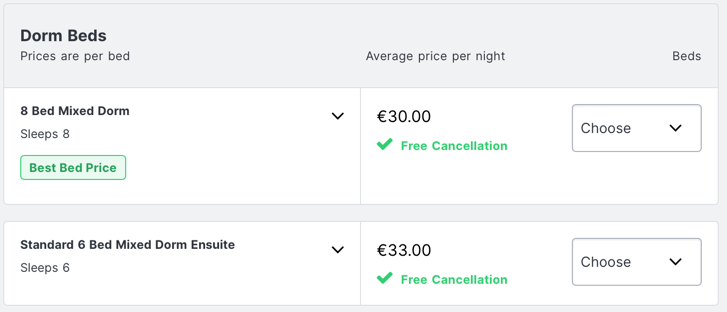 Dorm Beds
Prices are per bed
Average price per night
Beds
8 Bed Mixed Dorm
Sleeps 8
Best Bed Price
€30.00
Free Cancellation
Choose
Standard 6 Bed Mixed Dorm Ensuite
Sleeps 6
€33.00
Free Cancellation
Choose